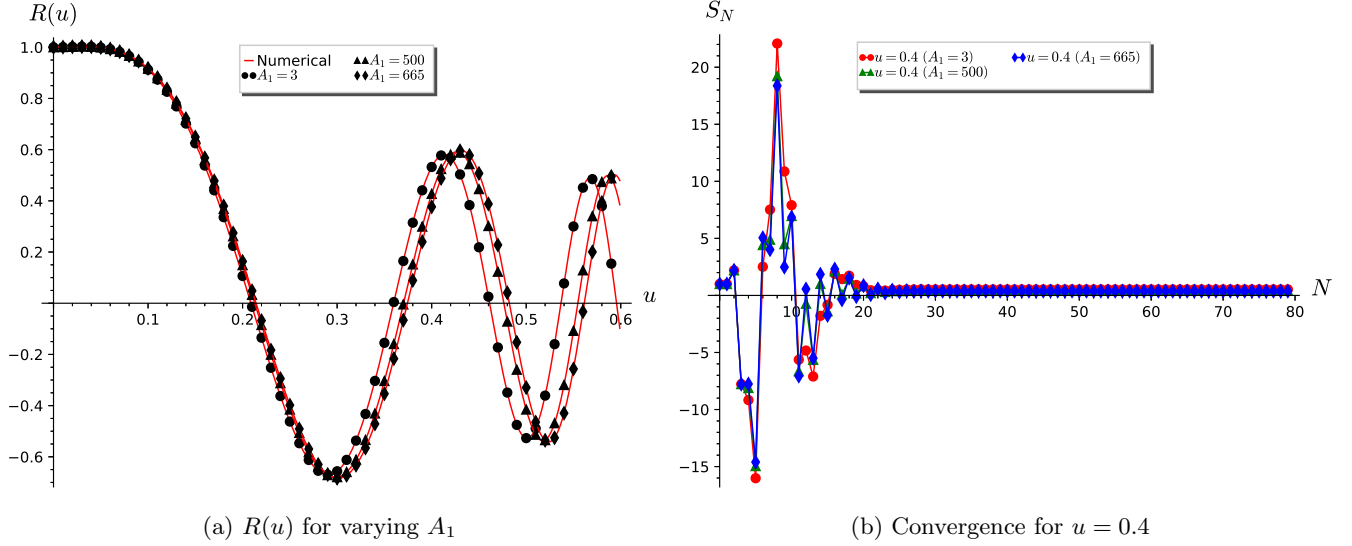 R(u)
1.0
0.8
0.6
0.4
0.2
−0.2
−0.4
−0.6
0.1
0.2
0.3
0.4
0.5
0.6
u
Numerical
A₁ = 3
A₁ = 500
A₁ = 665
(a) R(u) for varying A₁
S_N
20
15
10
5
−5
−10
−15
10
20
30
40
50
60
70
80
N
u = 0.4 (A₁ = 3)
u = 0.4 (A₁ = 500)
u = 0.4 (A₁ = 665)
(b) Convergence for u = 0.4